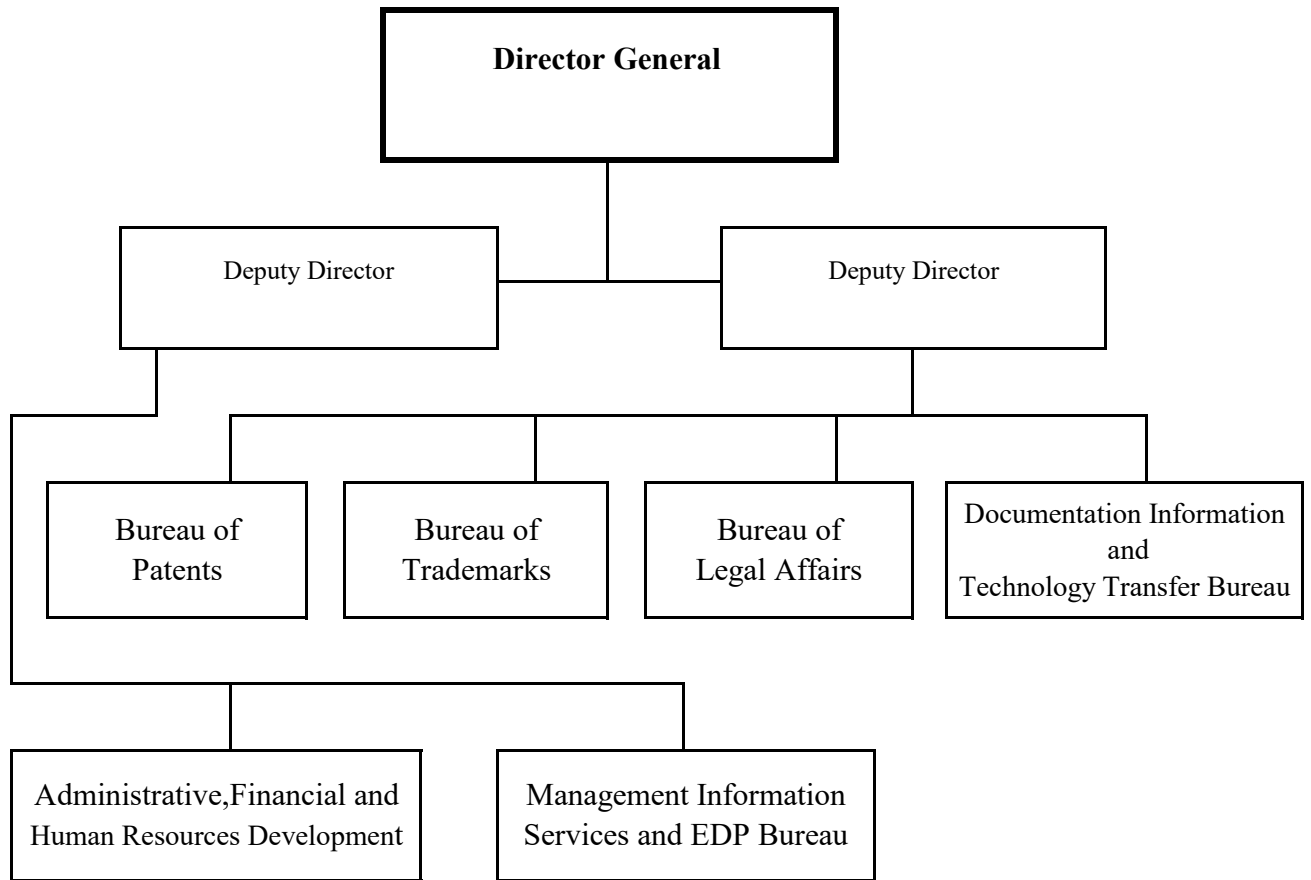 Director General
Deputy Director
Deputy Director
Bureau of
Patents
Bureau of
Trademarks
Bureau of
Legal Affairs
Documentation Information
and
Technology Transfer Bureau
Administrative,Financial and
Human Resources Development
Management Information
Services and EDP Bureau